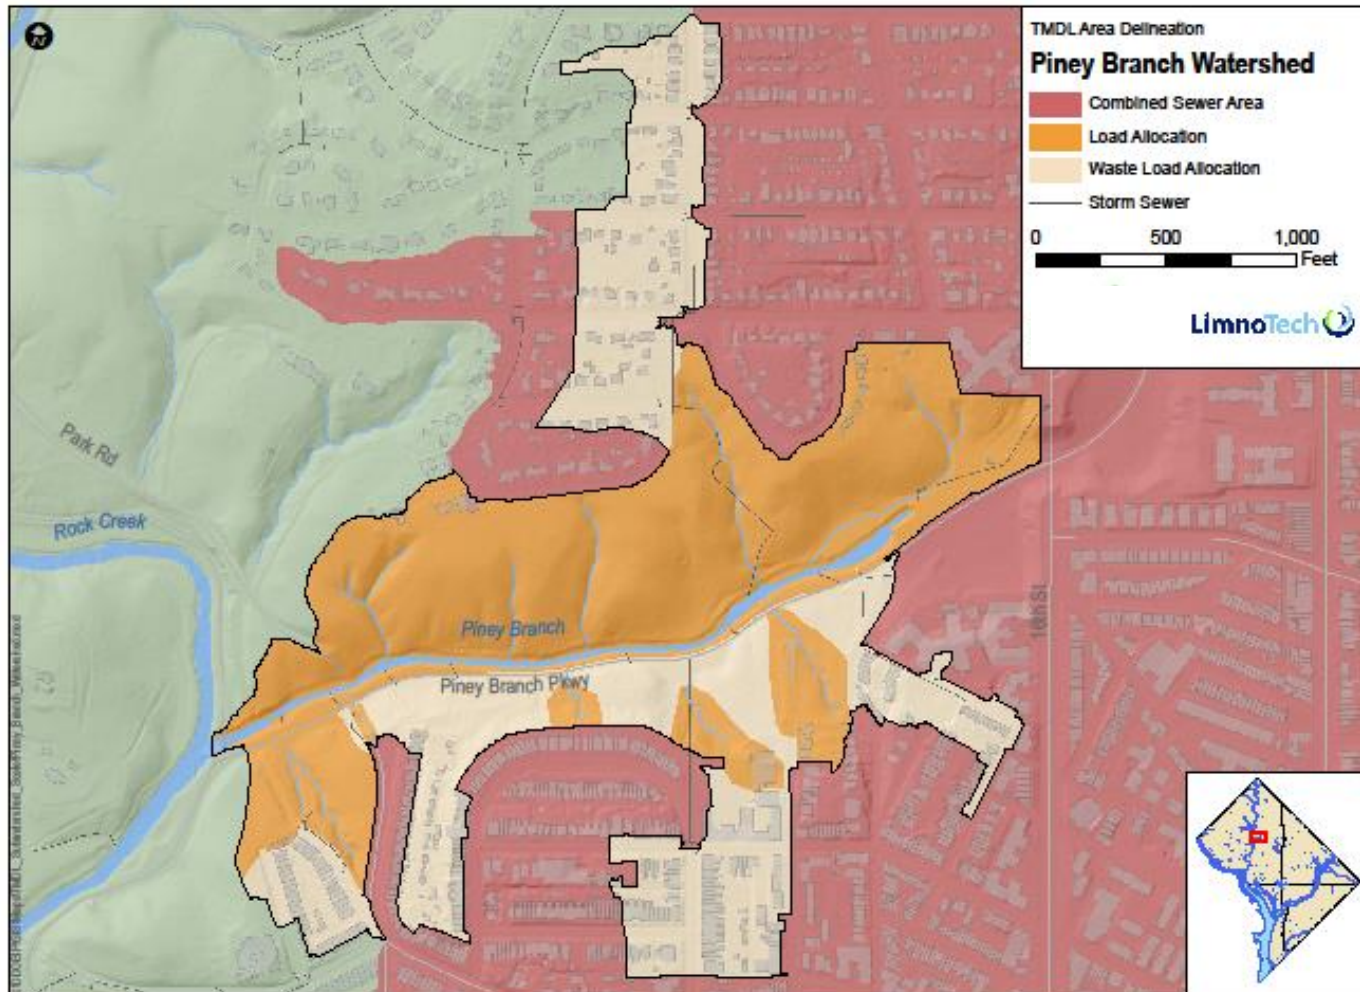 TMDL Area Delineation
Piney Branch Watershed
Combined Sewer Area
Load Allocation
Waste Load Allocation
Storm Sewer
0 500 1,000
Feet
LimnoTech
Park Rd
Rock Creek
16th St
Piney Branch
Piney Branch Pkwy